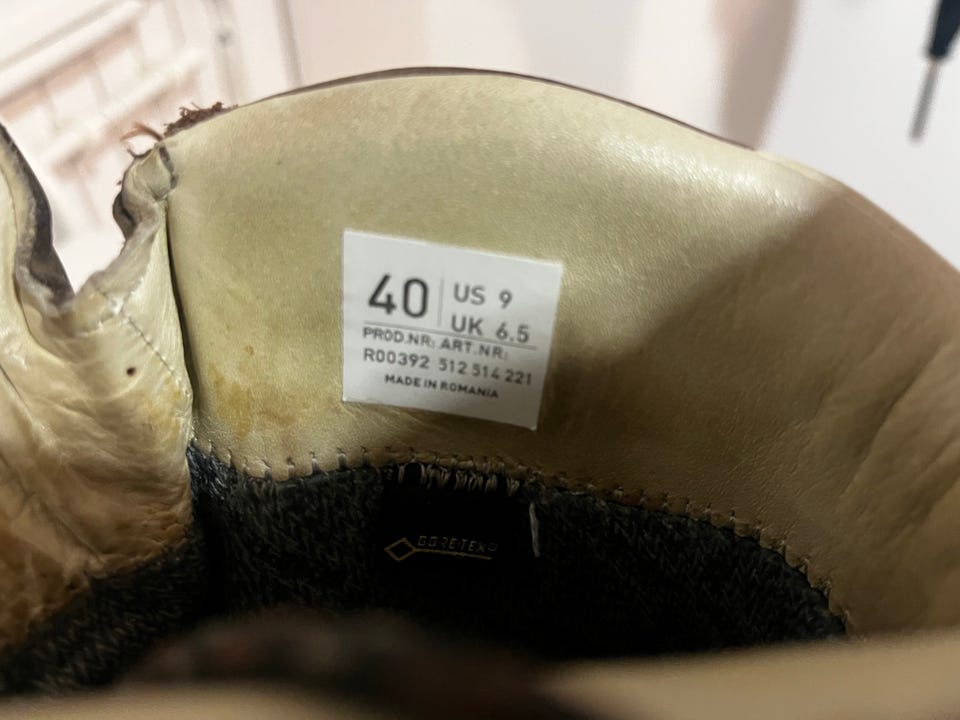 40 US 9
UK 6.5
PROD.NR: ART.NR:
R00392 512 514 221
MADE IN ROMANIA
GORE-TEX